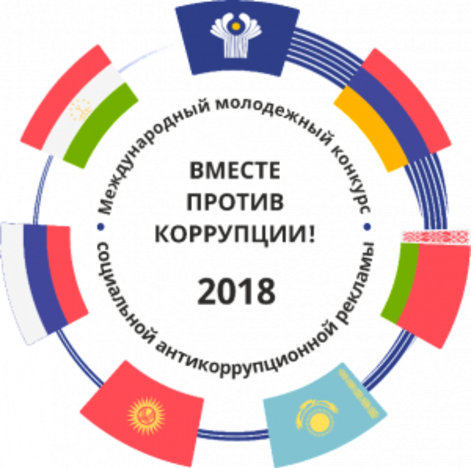 Международный молодежный конкурс
ВМЕСТЕ
ПРОТИВ
КОРРУПЦИИ!
2018
социальной антикоррупционной рекламы